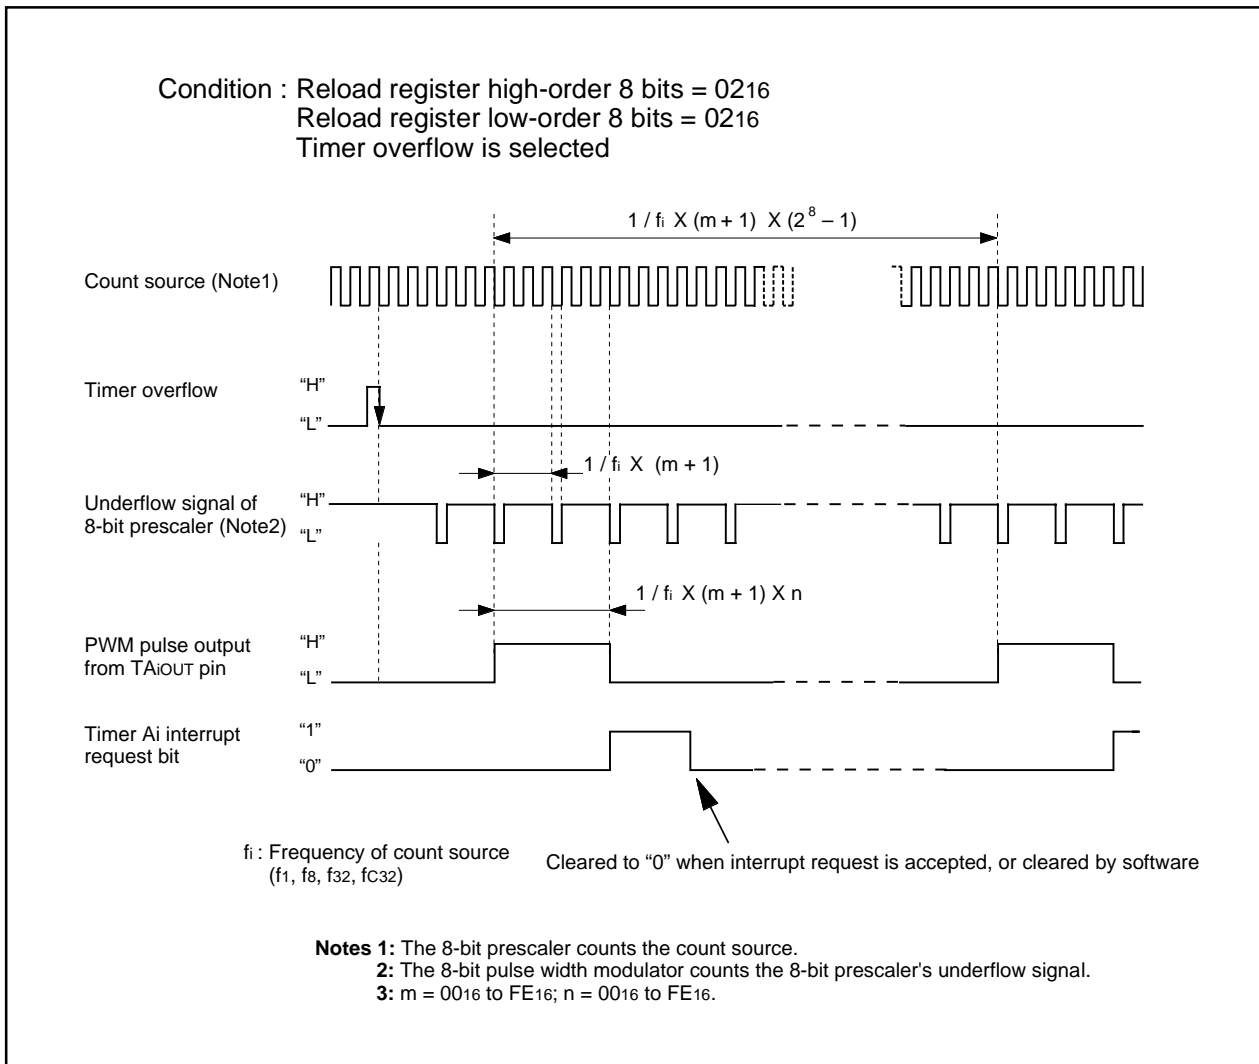 Condition : Reload register high-order 8 bits = 0216
Reload register low-order 8 bits = 0216
Timer overflow is selected
1 / fi X (m + 1) X (2^8 – 1)
Count source (Note1)
Timer overflow
“H”
“L”
1 / fi X (m + 1)
Underflow signal of
8-bit prescaler (Note2)
“H”
“L”
1 / fi X (m + 1) X n
PWM pulse output
from TAiOUT pin
“H”
“L”
Timer Ai interrupt
request bit
“1”
“0”
fi : Frequency of count source
(f1, f8, f32, fC32)
Cleared to “0” when interrupt request is accepted, or cleared by software
Notes 1: The 8-bit prescaler counts the count source.
2: The 8-bit pulse width modulator counts the 8-bit prescaler's underflow signal.
3: m = 0016 to FE16; n = 0016 to FE16.